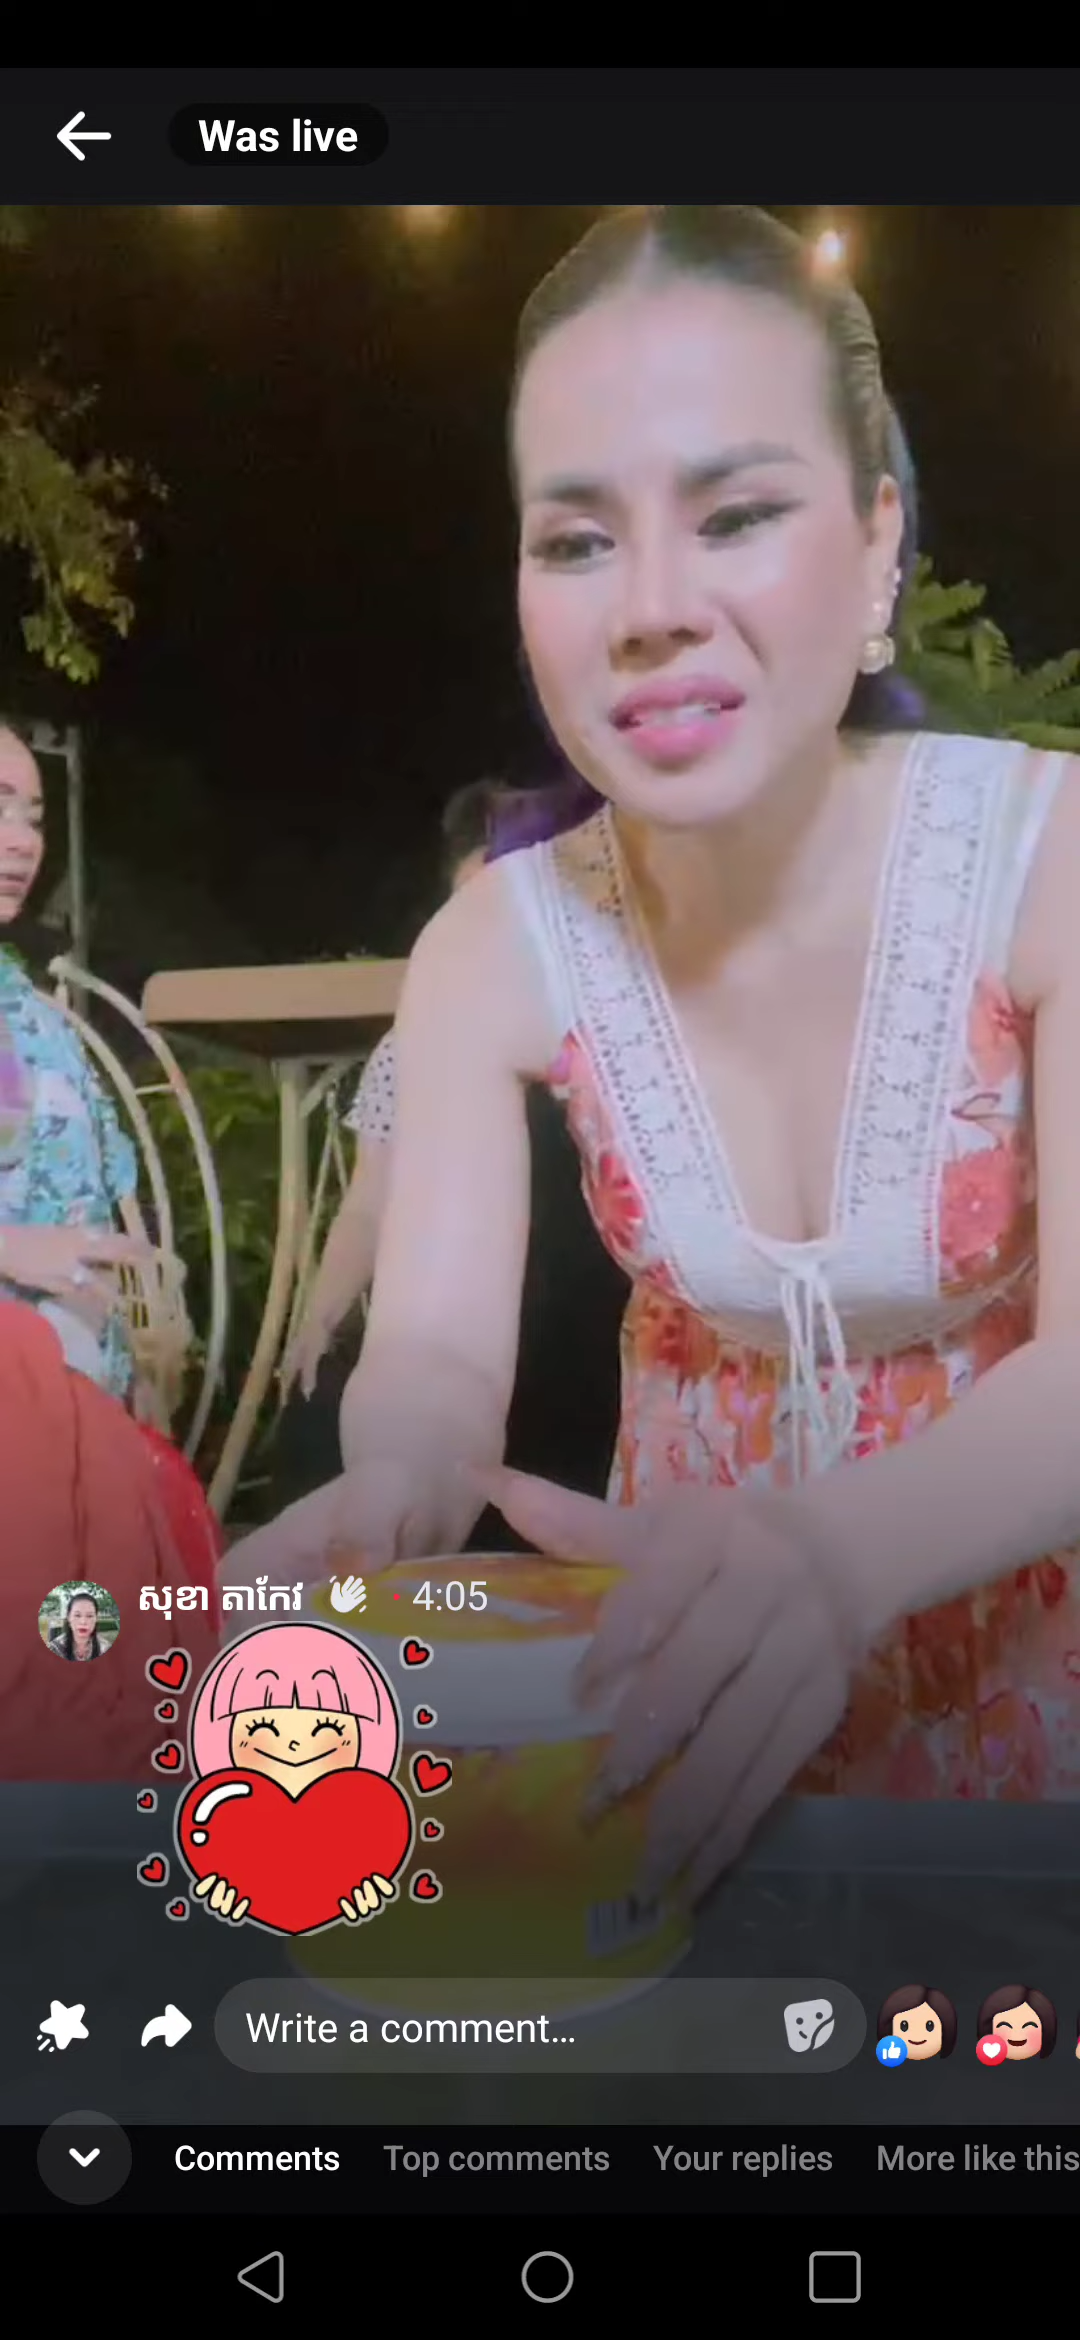 Was live
សុខា តាកែវ
4:05
Write a comment...
Comments
Top comments
Your replies
More like this